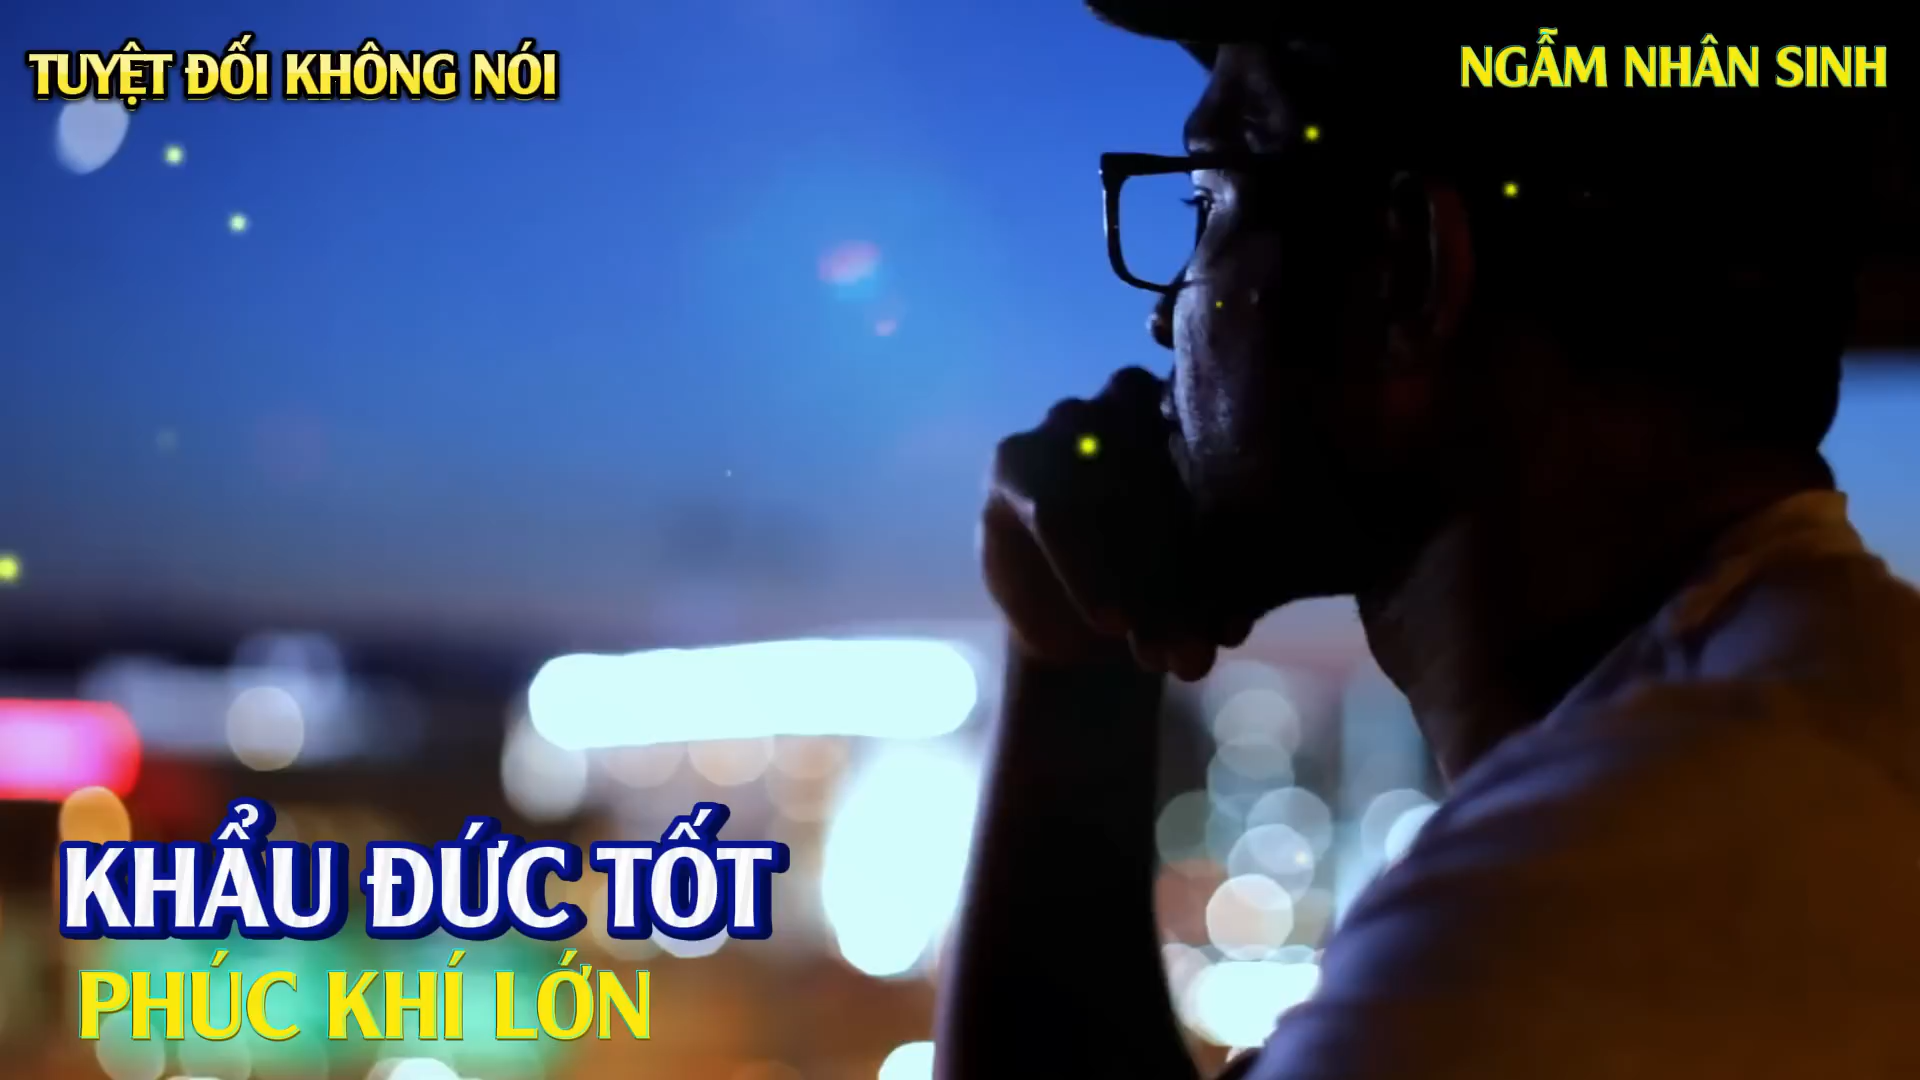 TUYỆT ĐỐI KHÔNG NÓI
NGẪM NHÂN SINH
KHẨU ĐỨC TỐT
PHÚC KHÍ LỚN